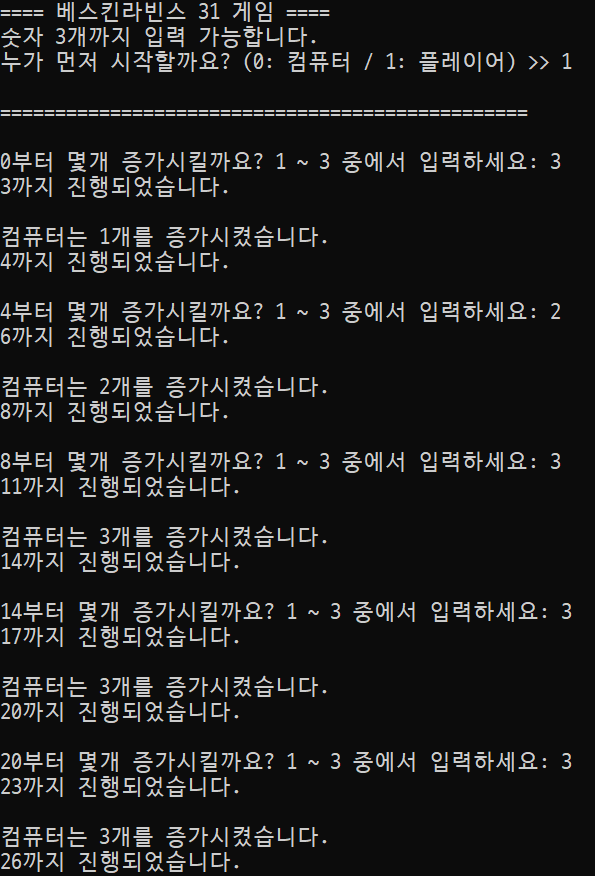 ==== 베스킨라빈스 31 게임 ====
숫자 3개까지 입력 가능합니다.
누가 먼저 시작할까요? (0: 컴퓨터 / 1: 플레이어) >> 1
================================================
0부터 몇개 증가시킬까요? 1 ~ 3 중에서 입력하세요: 3
3까지 진행되었습니다.
컴퓨터는 1개를 증가시켰습니다.
4까지 진행되었습니다.
4부터 몇개 증가시킬까요? 1 ~ 3 중에서 입력하세요: 2
6까지 진행되었습니다.
컴퓨터는 2개를 증가시켰습니다.
8까지 진행되었습니다.
8부터 몇개 증가시킬까요? 1 ~ 3 중에서 입력하세요: 3
11까지 진행되었습니다.
컴퓨터는 3개를 증가시켰습니다.
14까지 진행되었습니다.
14부터 몇개 증가시킬까요? 1 ~ 3 중에서 입력하세요: 3
17까지 진행되었습니다.
컴퓨터는 3개를 증가시켰습니다.
20까지 진행되었습니다.
20부터 몇개 증가시킬까요? 1 ~ 3 중에서 입력하세요: 3
23까지 진행되었습니다.
컴퓨터는 3개를 증가시켰습니다.
26까지 진행되었습니다.